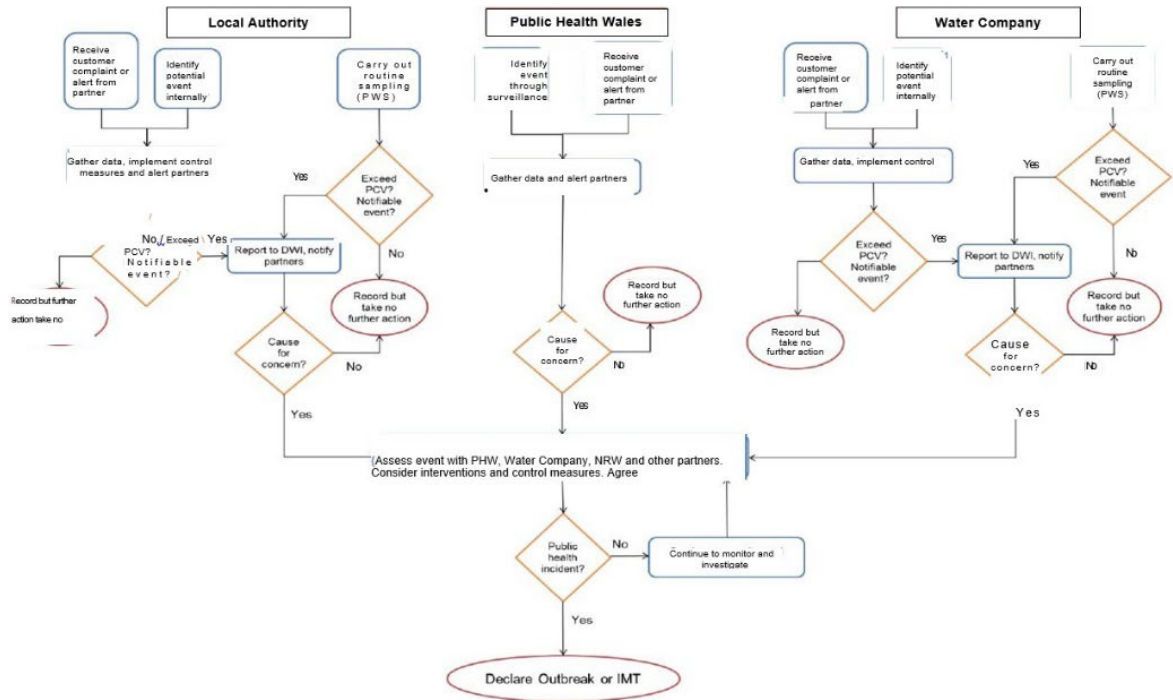 Local Authority
Public Health Wales
Water Company
Receive
customer
complaint or
alert from
partner
Identify
potential
event
internally
Carry out
routine
sampling
(PWS)
Gather data, implement control
measures and alert partners
Yes
Exceed
PCV?
Notifiable
event?
No
No
Exceed
Yes
PCV?
Notifiable
event?
Report to DWI, notify
partners
Record but further
action take no
Record but
take no
further action
Cause
for
concern?
No
Yes
Identify
event
through
surveillance
Receive
customer
complaint or
alert from
partner
Gather data and alert partners
Record but
take no
further action
Cause
for
concern?
No
Yes
Receive
customer
complaint or
alert from
partner
Identify
potential
event
internally
Carry out
routine
sampling
(PWS)
Gather data, implement control
Yes
Exceed
PCV?
Notifiable
event
No
Exceed
PCV?
Notifiable
event?
Yes
Report to DWI, notify
partners
Record but
take no
further action
Record but
take no
further action
Cause
for
concern?
No
Yes
(Assess event with PHW, Water Company, NRW and other partners.
Consider interventions and control measures. Agree
Public
health
incident?
No
Continue to monitor and
investigate
Yes
Declare Outbreak or IMT